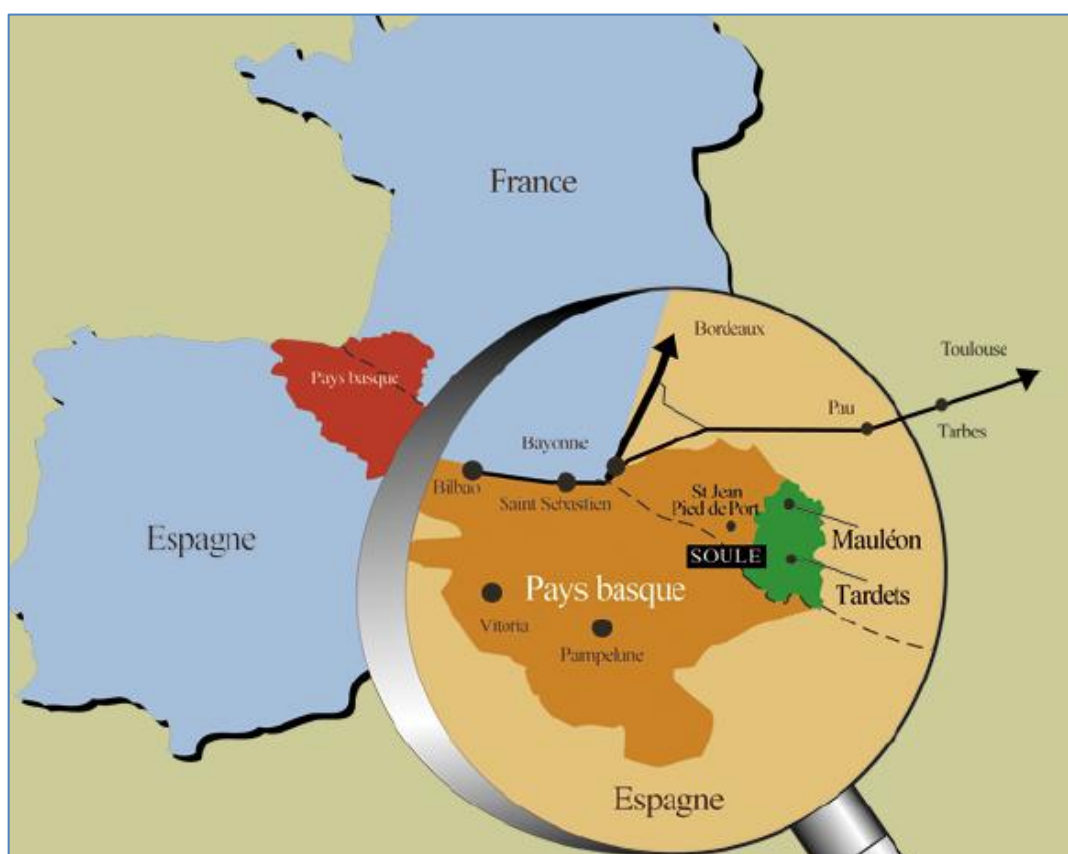 France
Pays basque
Espagne
Bordeaux
Toulouse
Pau
Tarbes
Bayonne
Bilbao
Saint Sebastien
St Jean
Pied de Port
SOULE
Mauléon
Tardets
Pays basque
Vitoria
Pampelune
Espagne